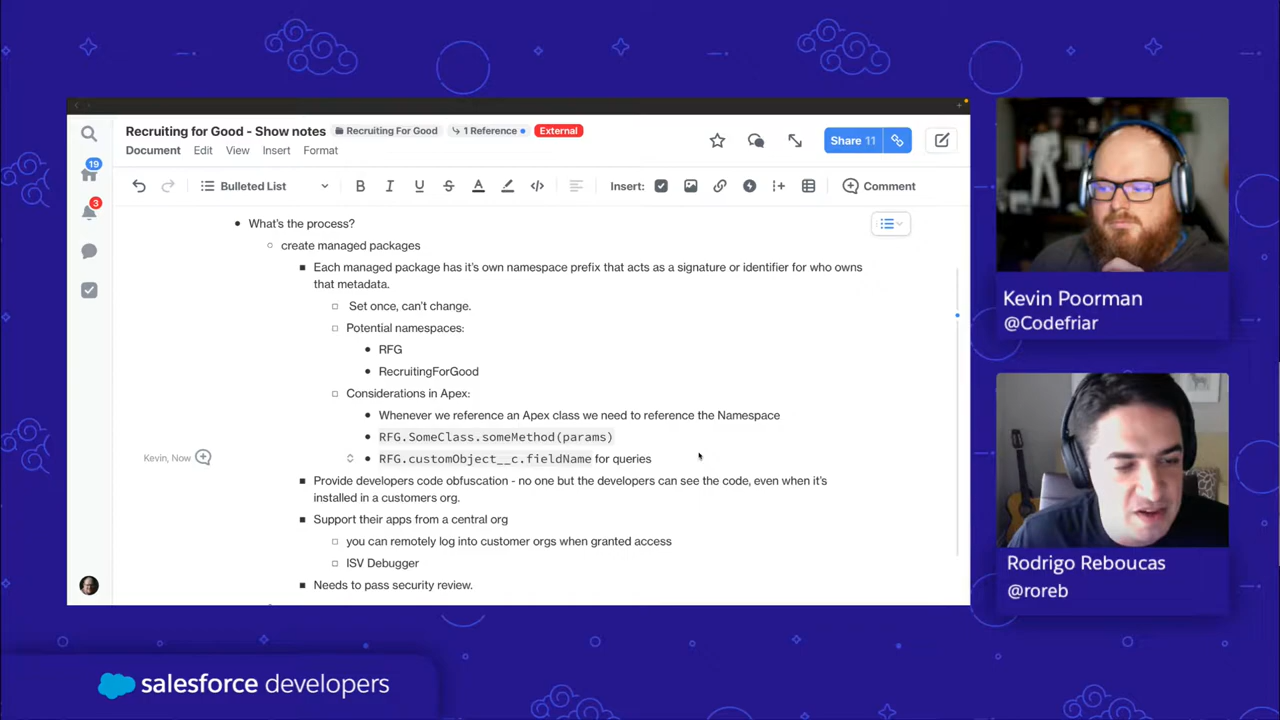 Recruiting for Good - Show notes Recruiting For Good 1 Reference External
Document Edit View Insert Format
Share 11
Bulleted List B I U S A Insert: Comment
19
3
What's the process?
create managed packages
Each managed package has it's own namespace prefix that acts as a signature or identifier for who owns
that metadata.
Set once, can't change.
Potential namespaces:
RFG
RecruitingForGood
Considerations in Apex:
Whenever we reference an Apex class we need to reference the Namespace
RFG.SomeClass.someMethod(params)
Kevin, Now
RFG.customObject__c.fieldName for queries
Provide developers code obfuscation - no one but the developers can see the code, even when it's
installed in a customers org.
Support their apps from a central org
you can remotely log into customer orgs when granted access
ISV Debugger
Needs to pass security review.
Kevin Poorman
@Codefriar
Rodrigo Reboucas
@roreb
salesforce developers